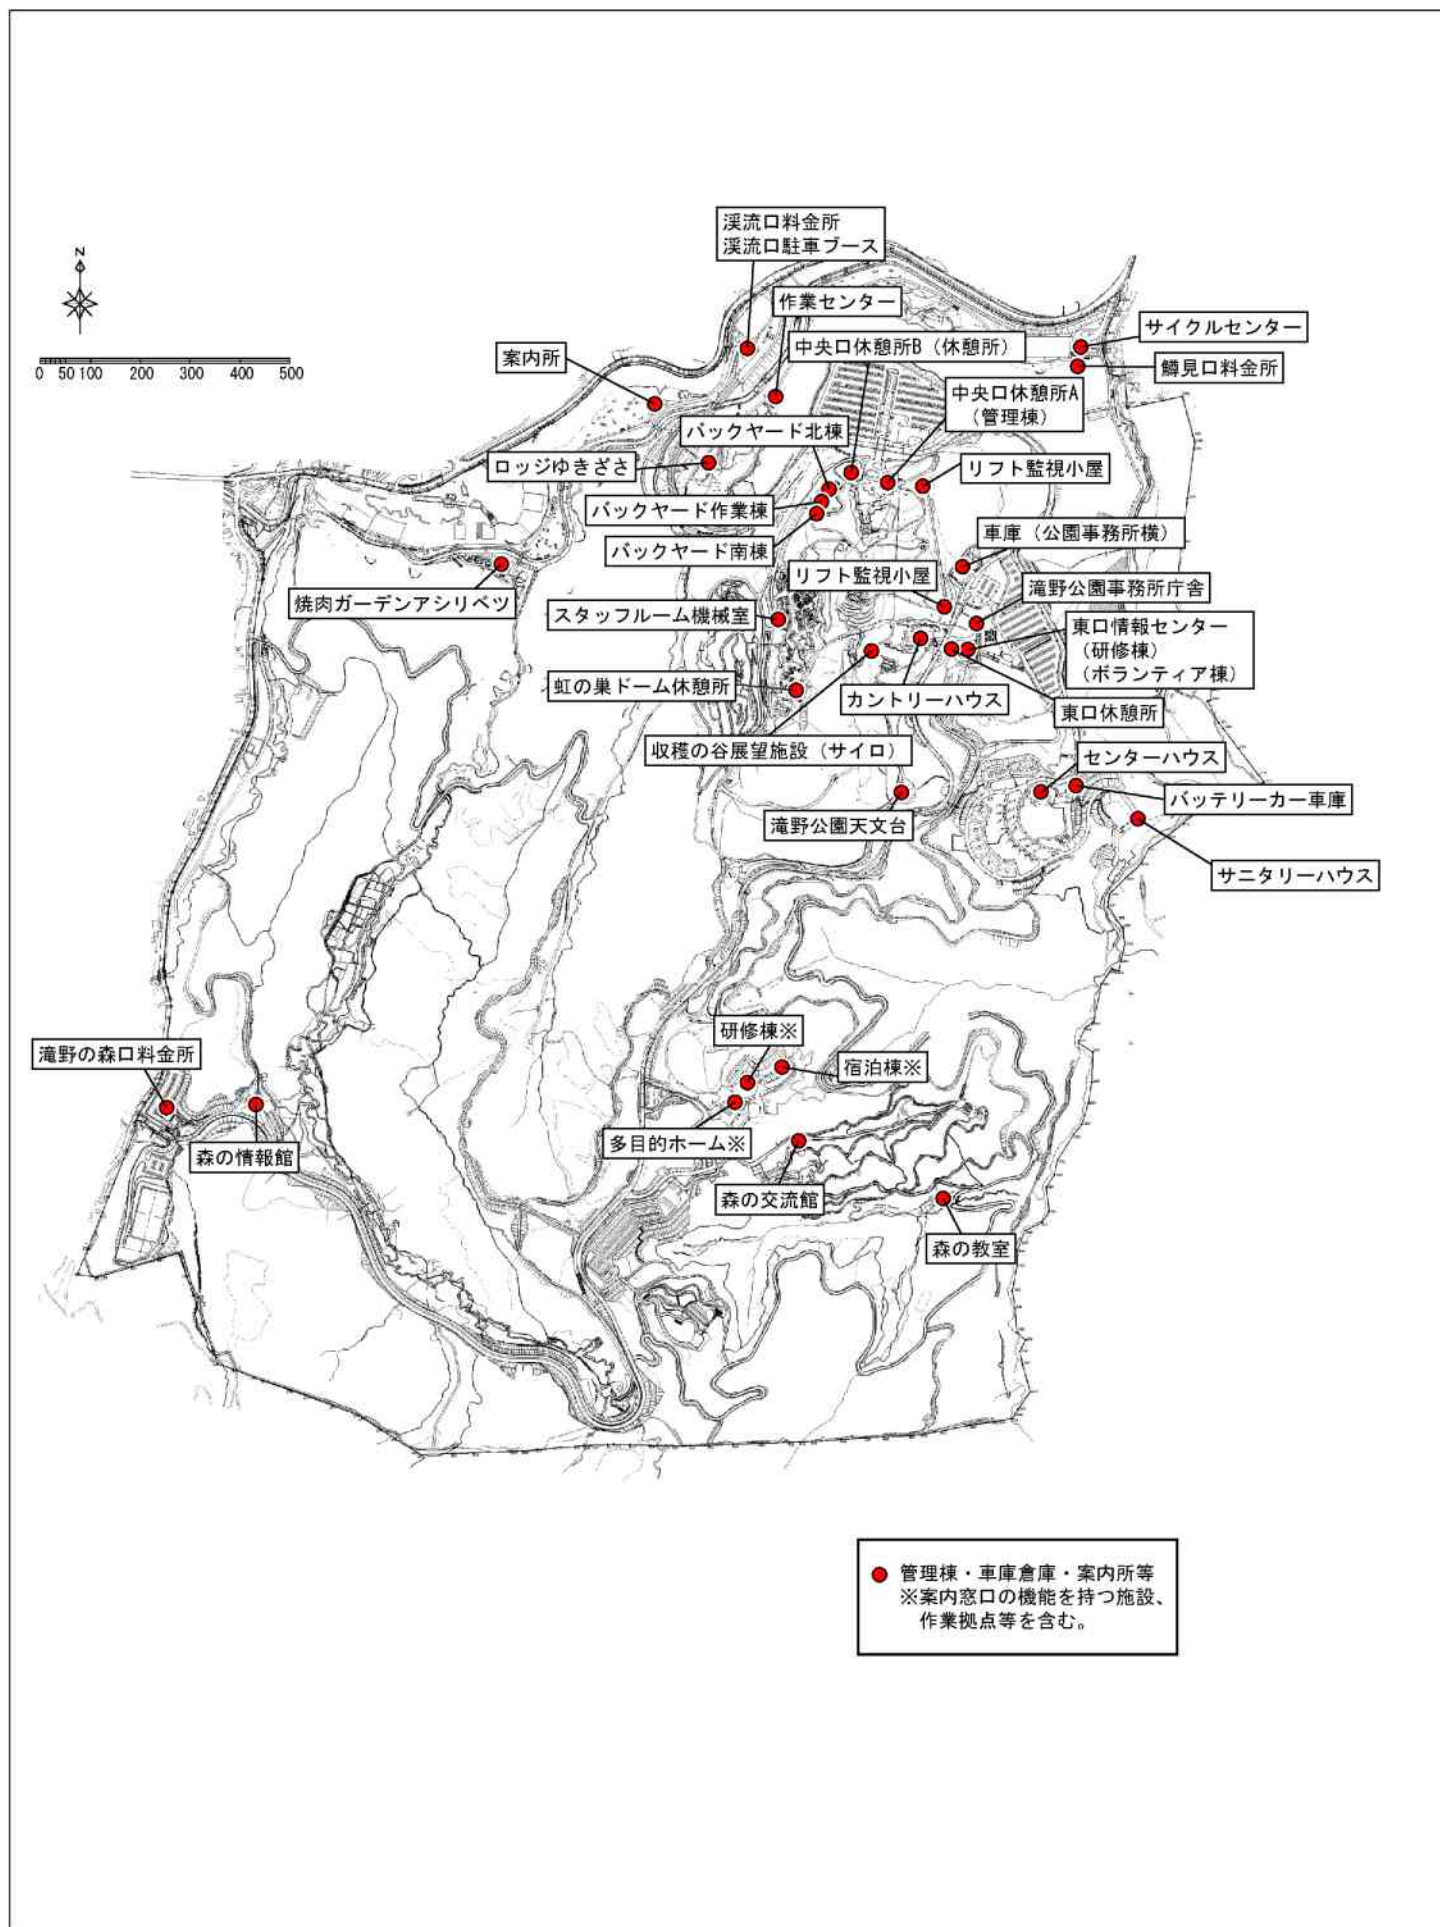 渓流口料金所
渓流口駐車ブース
N
作業センター
サイクルセンター
中央口休憩所B（休憩所）
案内所
鱒見口料金所
0 50 100 200 300 400 500
中央口休憩所A
（管理棟）
バックヤード北棟
ロッジゆきざさ
リフト監視小屋
バックヤード作業棟
車庫（公園事務所横）
バックヤード南棟
リフト監視小屋
滝野公園事務所庁舎
焼肉ガーデンアシリベツ
スタッフルーム機械室
東口情報センター
（研修棟）
（ボランティア棟）
虹の巣ドーム休憩所
カントリーハウス
東口休憩所
収穫の谷展望施設（サイロ）
センターハウス
バッテリーカー車庫
滝野公園天文台
サニタリーハウス
研修棟※
滝野の森口料金所
宿泊棟※
多目的ホーム※
森の情報館
森の交流館
森の教室
管理棟・車庫倉庫・案内所等
※案内窓口の機能を持つ施設、
作業拠点等を含む。